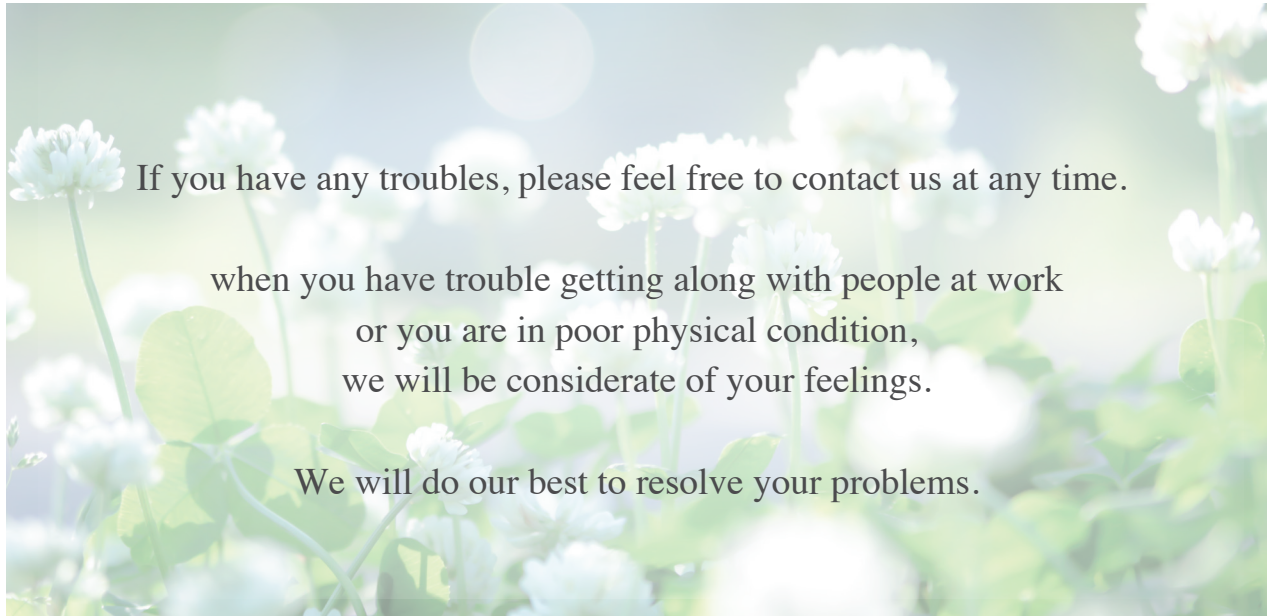 If you have any troubles, please feel free to contact us at any time.
when you have trouble getting along with people at work
or you are in poor physical condition,
we will be considerate of your feelings.
We will do our best to resolve your problems.